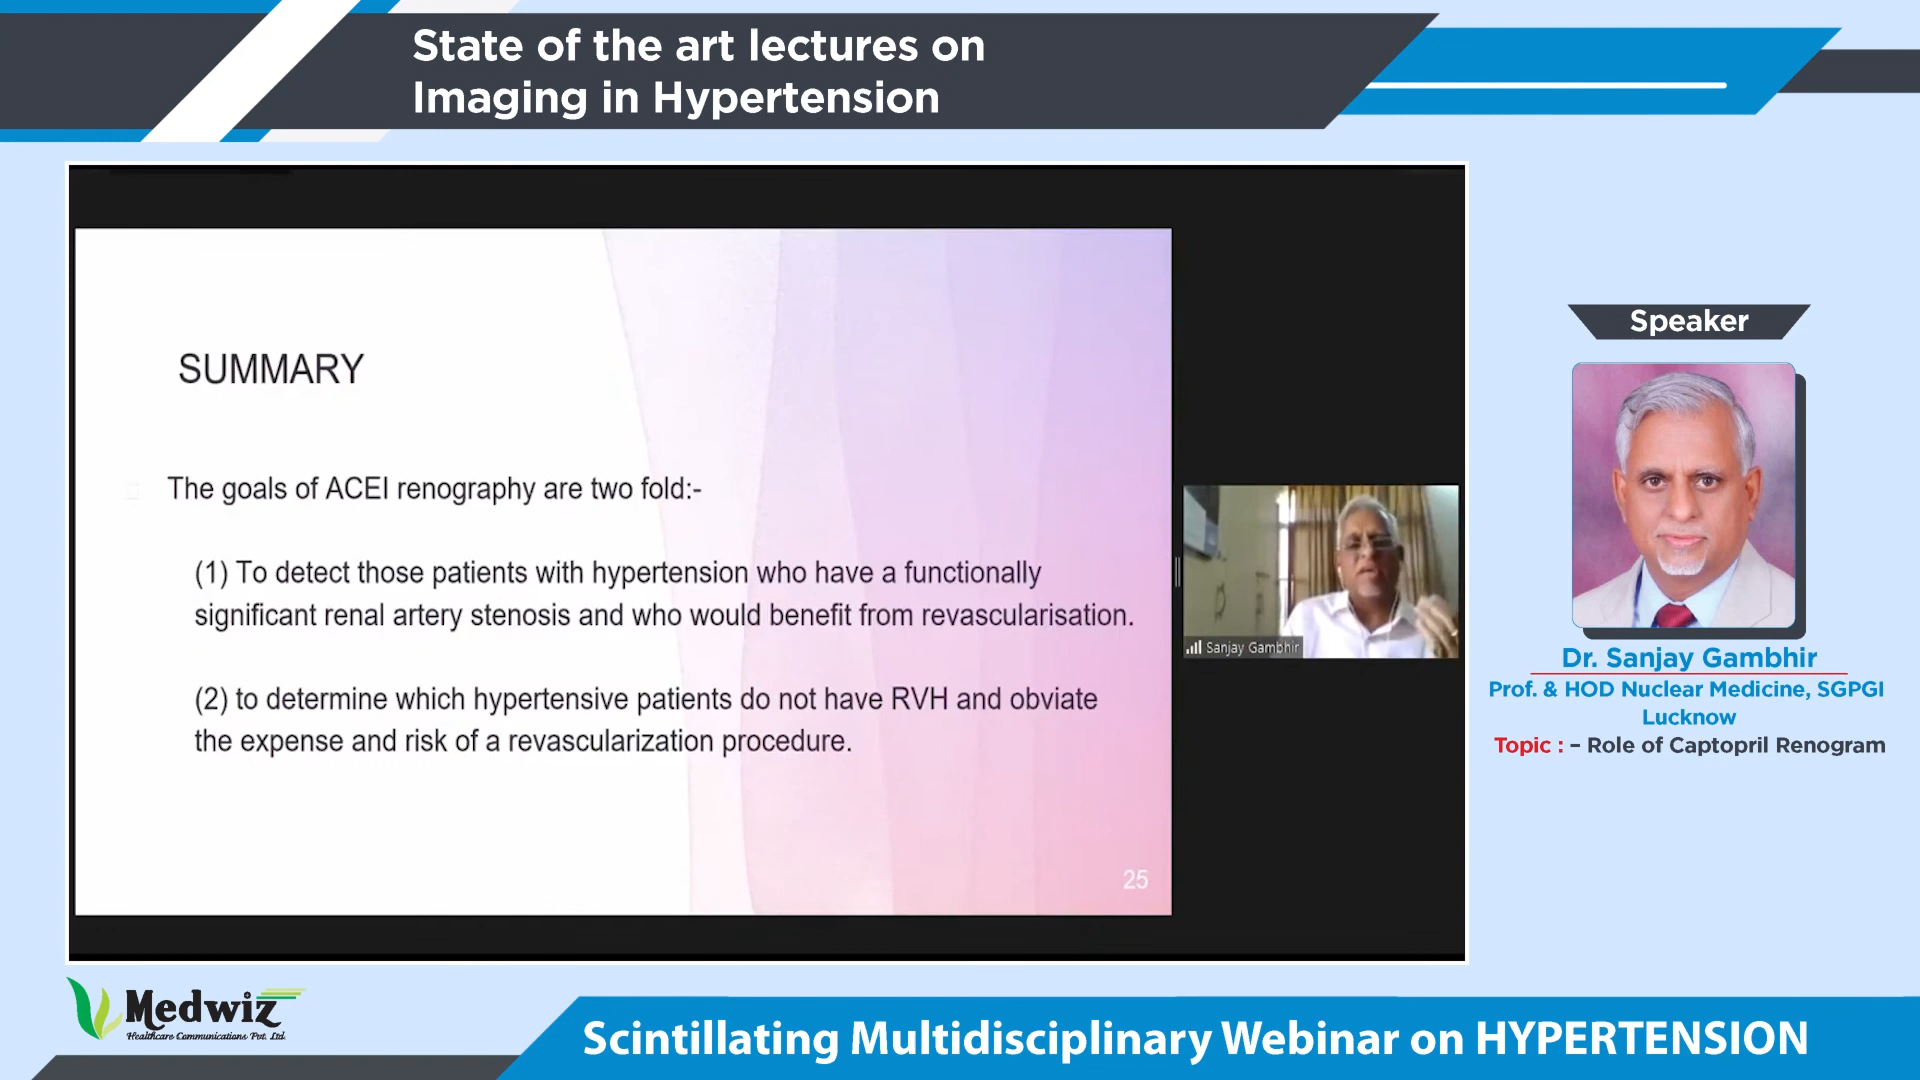 State of the art lectures on
Imaging in Hypertension
SUMMARY
The goals of ACEI renography are two fold:-
(1) To detect those patients with hypertension who have a functionally
significant renal artery stenosis and who would benefit from revascularisation.
(2) to determine which hypertensive patients do not have RVH and obviate
the expense and risk of a revascularization procedure.
25
Sanjay Gambhir
Speaker
Dr. Sanjay Gambhir
Prof. & HOD Nuclear Medicine, SGPGI
Lucknow
Topic : – Role of Captopril Renogram
Medwiz
Healthcare Communications Pvt. Ltd.
Scintillating Multidisciplinary Webinar on HYPERTENSION